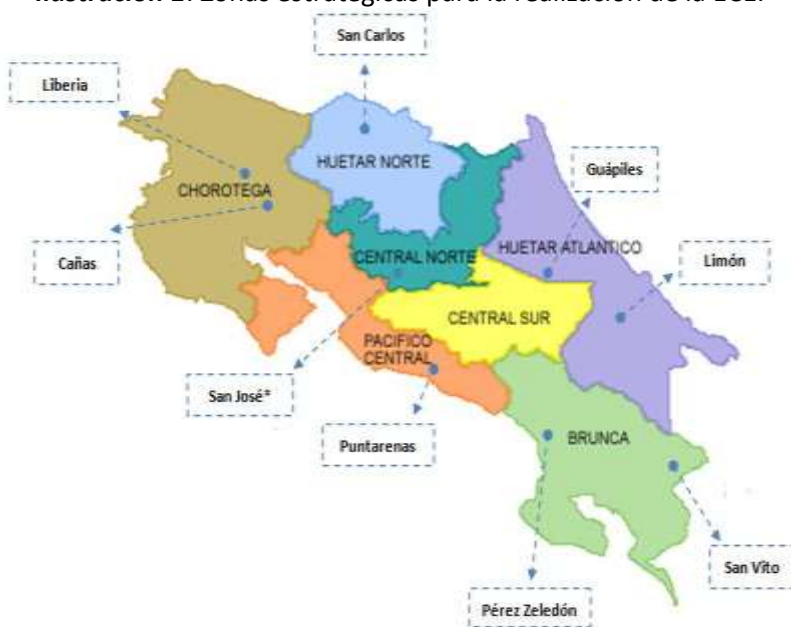 San Carlos
Liberia
HUETAR NORTE
Guápiles
CHOROTEGA
HUETAR ATLANTICO
CENTRAL NORTE
Cañas
Limón
CENTRAL SUR
PACIFICO
CENTRAL
San José*
Puntarenas
BRUNCA
San Vito
Pérez Zeledón